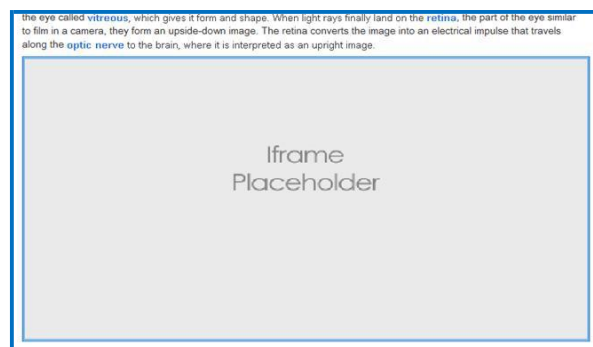 the eye called vitreous, which gives it form and shape. When light rays finally land on the retina, the part of the eye similar
to film in a camera, they form an upside-down image. The retina converts the image into an electrical impulse that travels
along the optic nerve to the brain, where it is interpreted as an upright image.
Iframe
Placeholder